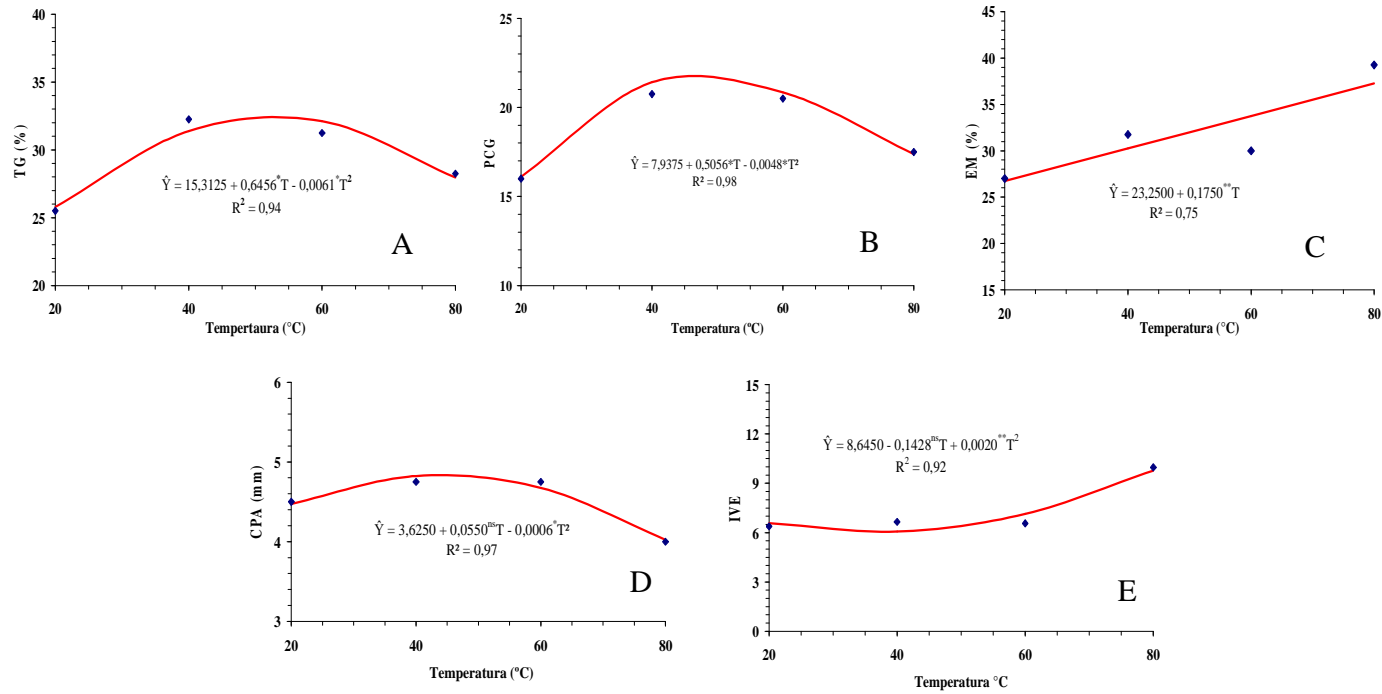 40
35
30
25
20
TG (%)
Ŷ = 15,3125 + 0,6456*T - 0,0061*T²
R² = 0,94
A
20
40
60
80
Tempertaura (°C)
25
20
15
10
PCG
Ŷ = 7,9375 + 0,5056*T - 0,0048*T²
R² = 0,98
B
20
40
60
80
Temperatura (ºC)
45
40
35
30
25
20
15
EM (%)
Ŷ = 23,2500 + 0,1750**T
R² = 0,75
C
20
40
60
80
Temperatura (°C)
6
5
4
3
CPA (mm)
Ŷ = 3,6250 + 0,0550ⁿˢT - 0,0006*T²
R² = 0,97
D
20
40
60
80
Temperatura (ºC)
15
12
9
6
3
0
IVE
Ŷ = 8,6450 - 0,1428ⁿˢT + 0,0020**T²
R² = 0,92
E
20
40
60
80
Temperatura °C